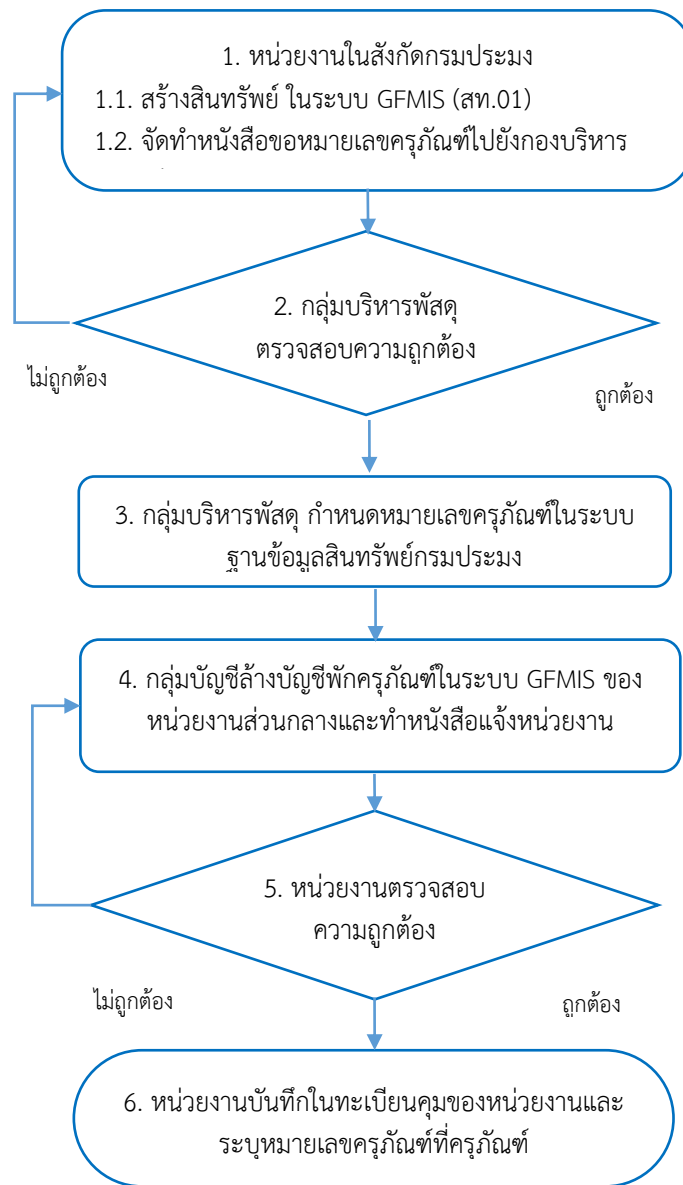 1. หน่วยงานในสังกัดกรมประมง
1.1. สร้างสินทรัพย์ ในระบบ GFMIS (สท.01)
1.2. จัดทำหนังสือขอหมายเลขครุภัณฑ์ไปยังกองบริหาร
2. กลุ่มบริหารพัสดุ
ตรวจสอบความถูกต้อง
ไม่ถูกต้อง
ถูกต้อง
3. กลุ่มบริหารพัสดุ กำหนดหมายเลขครุภัณฑ์ในระบบ
ฐานข้อมูลสินทรัพย์กรมประมง
4. กลุ่มบัญชีล้างบัญชีพักครุภัณฑ์ในระบบ GFMIS ของ
หน่วยงานส่วนกลางและทำหนังสือแจ้งหน่วยงาน
5. หน่วยงานตรวจสอบ
ความถูกต้อง
ไม่ถูกต้อง
ถูกต้อง
6. หน่วยงานบันทึกในทะเบียนคุมของหน่วยงานและ
ระบุหมายเลขครุภัณฑ์ที่ครุภัณฑ์